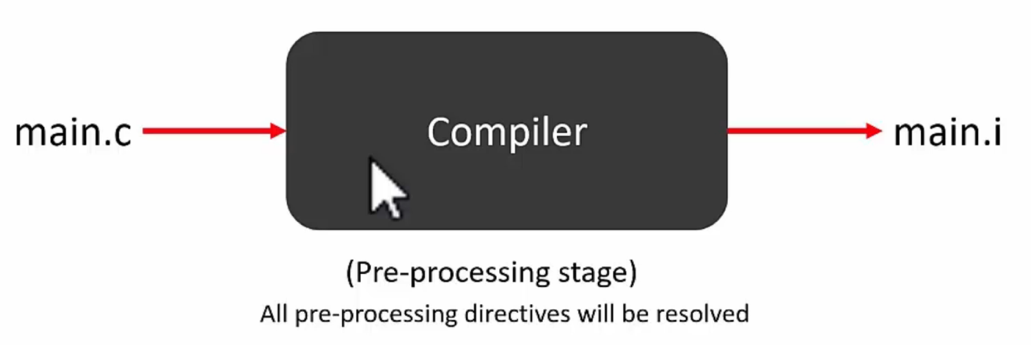 main.c
Compiler
main.i
(Pre-processing stage)
All pre-processing directives will be resolved